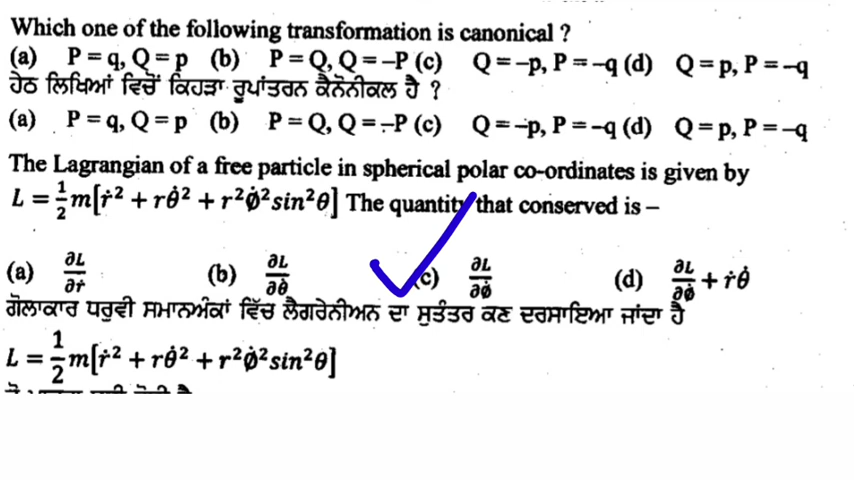 Which one of the following transformation is canonical ?
(a) P = q, Q = p (b) P = Q, Q = –P (c) Q = –p, P = –q (d) Q = p, P = –q
ਹੇਠ ਲਿਖਿਆਂ ਵਿਚੋਂ ਕਿਹੜਾ ਰੂਪਾਂਤਰਨ ਕੈਨੋਨੀਕਲ ਹੈ ?
(a) P = q, Q = p (b) P = Q, Q = –P (c) Q = –p, P = –q (d) Q = p, P = –q
The Lagrangian of a free particle in spherical polar co-ordinates is given by
L = ½m[ṙ² + rθ̇² + r²ϕ̇²sin²θ] The quantity that conserved is –
(a) ∂L/∂ṙ (b) ∂L/∂θ̇ (c) ∂L/∂ϕ̇ (d) ∂L/∂ϕ̇ + ṙθ̇
ਗੋਲਾਕਾਰ ਧਰੁਵੀ ਸਮਾਨਅੰਕਾਂ ਵਿੱਚ ਲੈਗਰੇਨੀਅਨ ਦਾ ਸੁਤੰਤਰ ਕਣ ਦਰਸਾਇਆ ਜਾਂਦਾ ਹੈ
L = ½m[ṙ² + rθ̇² + r²ϕ̇²sin²θ]